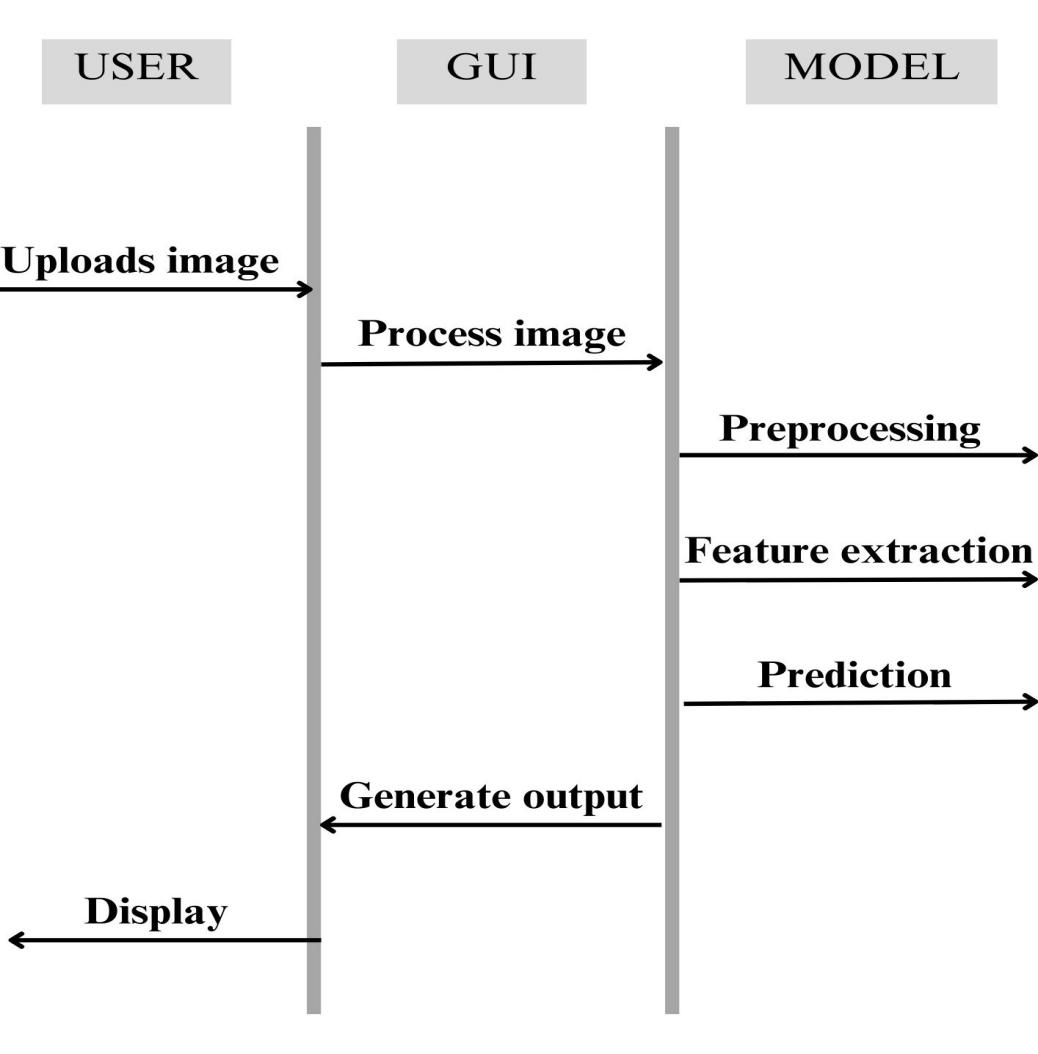 USER
GUI
MODEL
Uploads image
Process image
Preprocessing
Feature extraction
Prediction
Generate output
Display